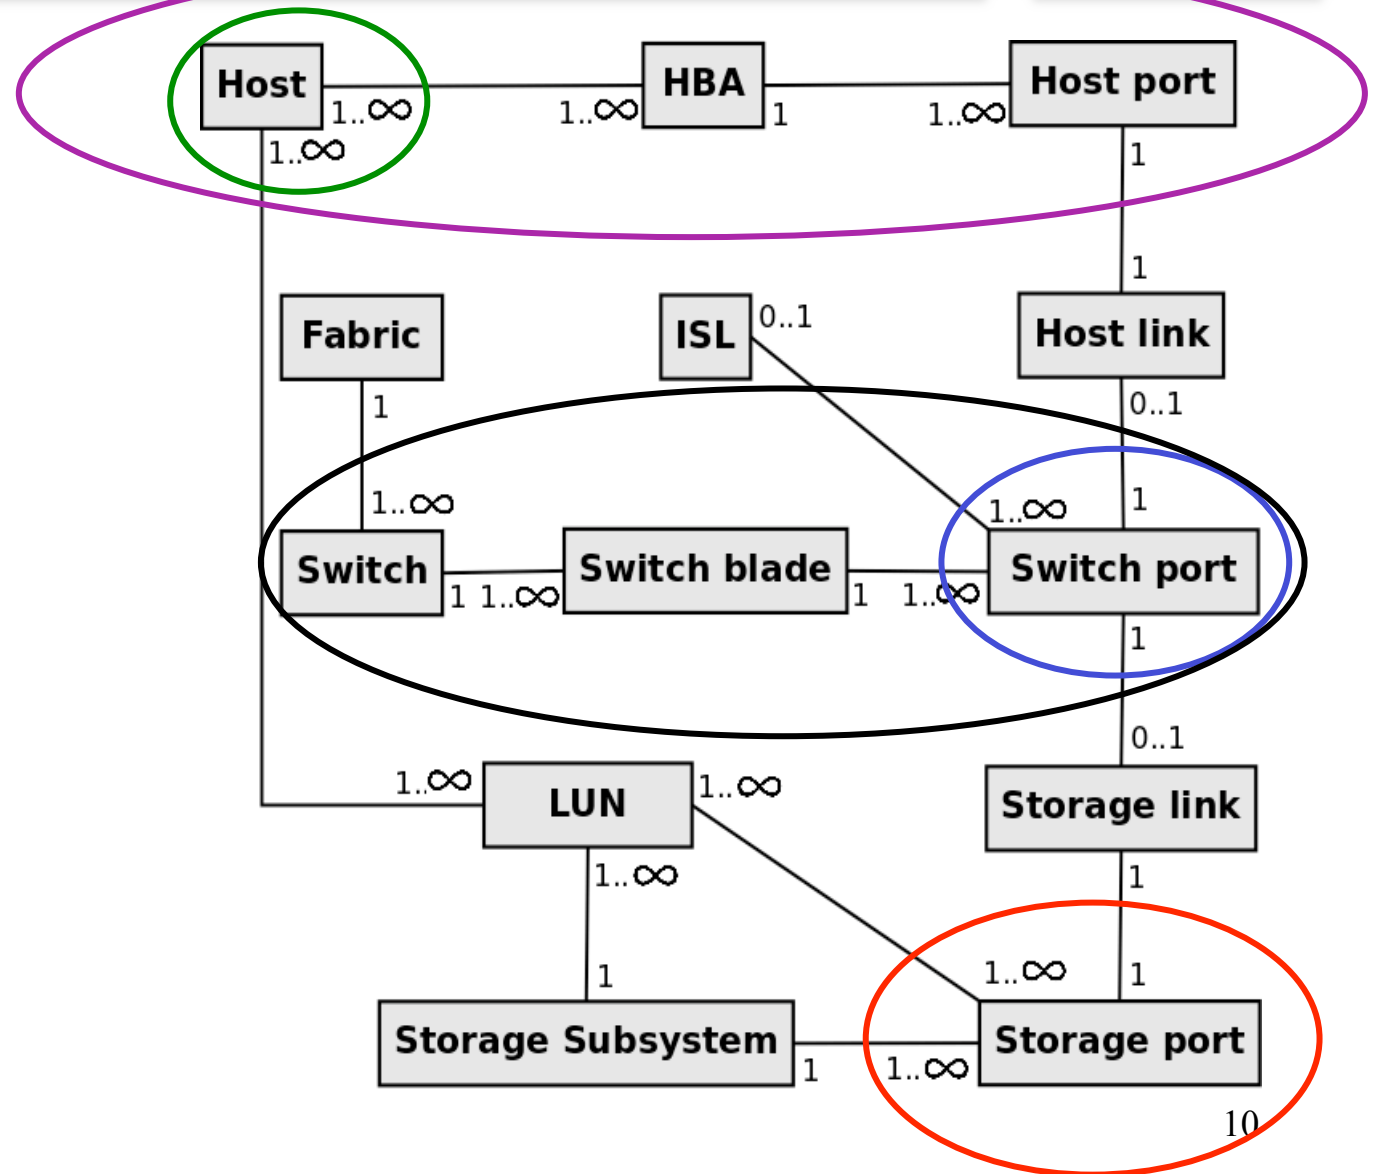 Host
HBA
Host port
1..∞
1..∞
1
1..∞
1..∞
1
1
Fabric
ISL
0..1
Host link
1
0..1
1..∞
1..∞
1
Switch
Switch blade
Switch port
1
1..∞
1
1..∞
1
0..1
1..∞
LUN
1..∞
Storage link
1..∞
1
1
1..∞
1
Storage Subsystem
Storage port
1
1..∞
10